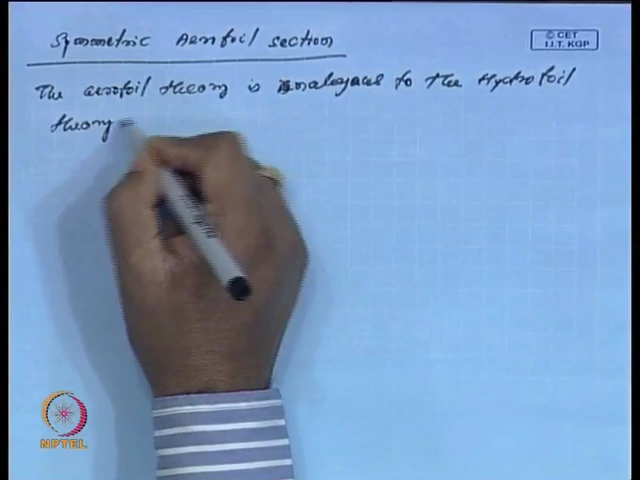 Symmetric Aerofoil section
© CET
I.I.T. KGP
The aerofoil theory is analogous to the Hydrofoil
theory
NPTEL